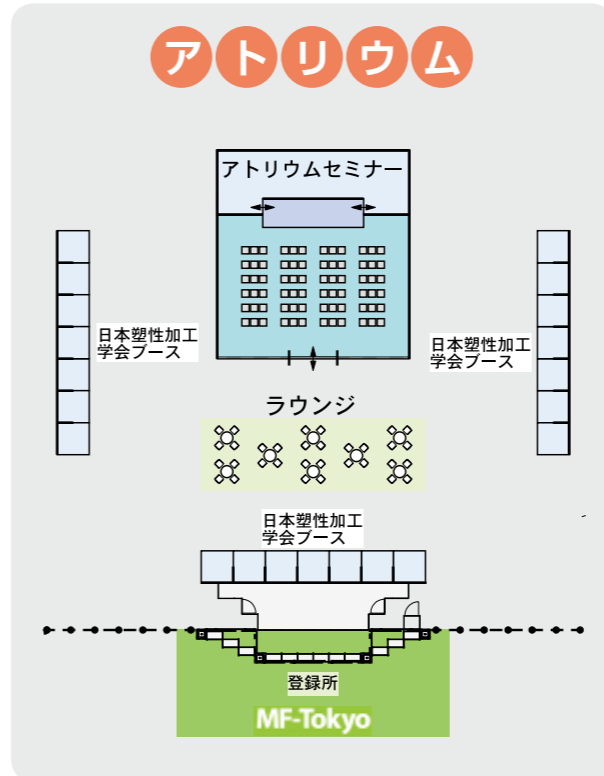 アトリウム
アトリウムセミナー
日本塑性加工
学会ブース
日本塑性加工
学会ブース
ラウンジ
日本塑性加工
学会ブース
登録所
MF-Tokyo